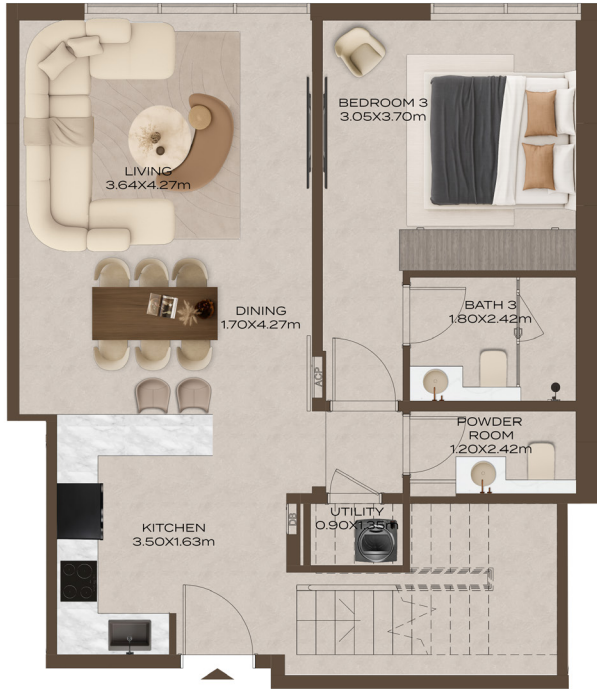 BEDROOM 3
3.05X3.70m
LIVING
3.64X4.27m
BATH 3
1.80X2.42m
DINING
1.70X4.27m
ACP
POWDER
ROOM
1.20X2.42m
UTILITY
0.90X1.35m
DB
KITCHEN
3.50X1.63m